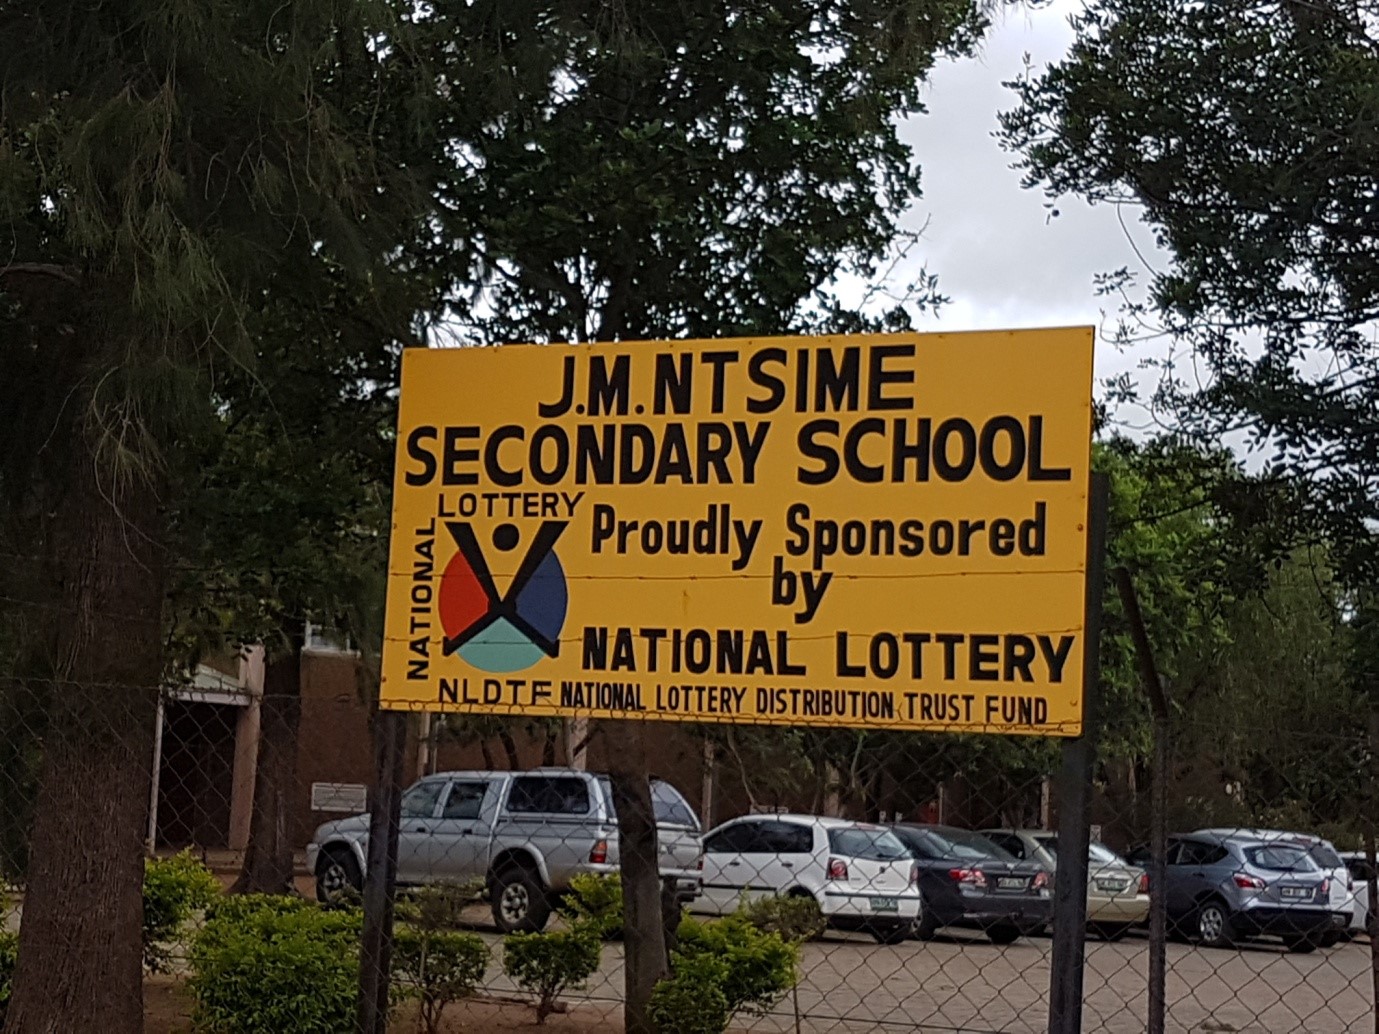 J.M.NTSIME
SECONDARY SCHOOL
LOTTERY
NATIONAL
Proudly Sponsored
by
NATIONAL LOTTERY
NLDTF NATIONAL LOTTERY DISTRIBUTION TRUST FUND